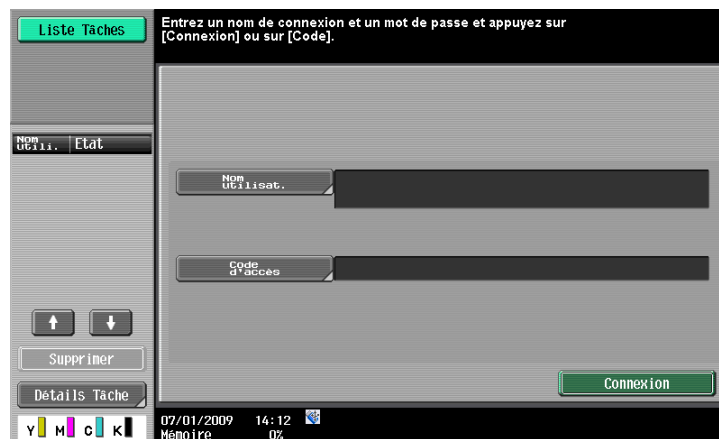 Liste Tâches
Entrez un nom de connexion et un mot de passe et appuyez sur
[Connexion] ou sur [Code].
Nom
utili.
Etat
Nom
utilisat.
Code
d'accès
Supprimer
Détails Tâche
Connexion
Y M C K
07/01/2009 14:12
Mémoire 0%